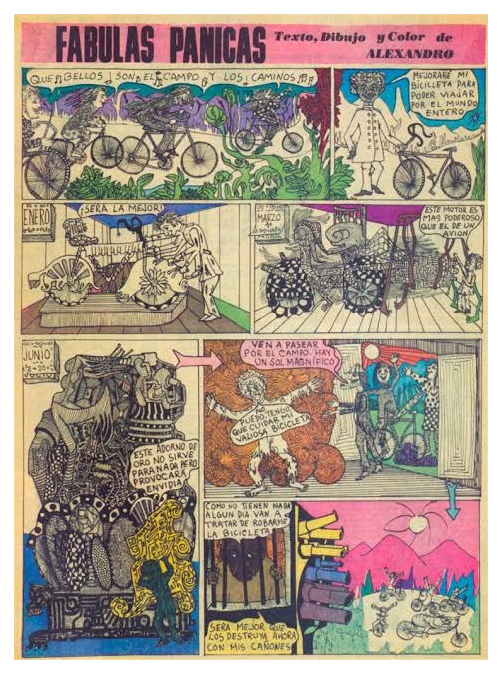 FABULAS PANICAS
Texto, Dibujo y Color de
ALEXANDRO
QUE BELLOS SON EL CAMPO Y LOS CAMINOS
MEJORARÉ MI
BICICLETA PARA
PODER VIAJAR
POR EL MUNDO
ENTERO
ENERO
¡SERA LA MEJOR!
MARZO
ESTE MOTOR ES
MAS PODEROSO
QUE EL DE UN
AVION
JUNIO
ESTE ADORNO DE
ORO NO SIRVE
PARA NADA PERO
PROVOCARÁ
ENVIDIA
VEN A PASEAR
POR EL CAMPO. HAY
UN SOL MAGNIFICO
PUEDO, TENGO
QUE CUIDAR MI
VALIOSA BICICLETA
COMO NO TIENEN NADA
ALGUN DIA VAN A
TRATAR DE ROBARME
LA BICICLETA
SERA MEJOR QUE
LOS DESTRUYA AHORA
CON MIS CAÑONES